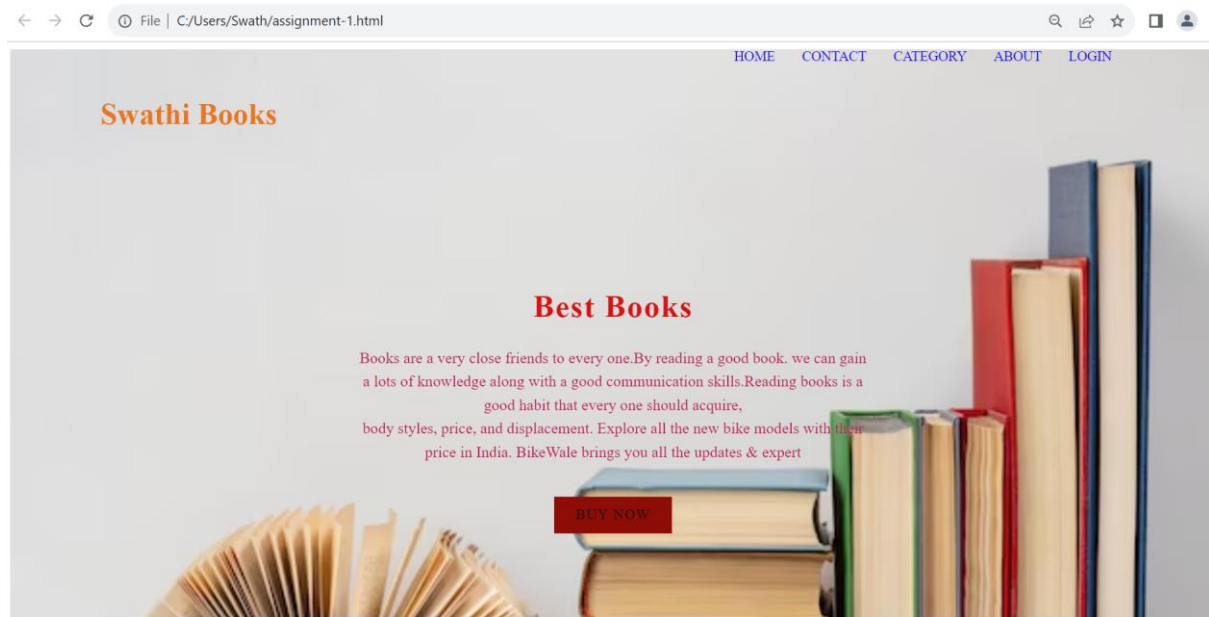 File | C:/Users/Swath/assignment-1.html
HOME CONTACT CATEGORY ABOUT LOGIN
Swathi Books
Best Books
Books are a very close friends to every one.By reading a good book. we can gain
a lots of knowledge along with a good communication skills.Reading books is a
good habit that every one should acquire,
body styles, price, and displacement. Explore all the new bike models with their
price in India. BikeWale brings you all the updates & expert
BUY NOW